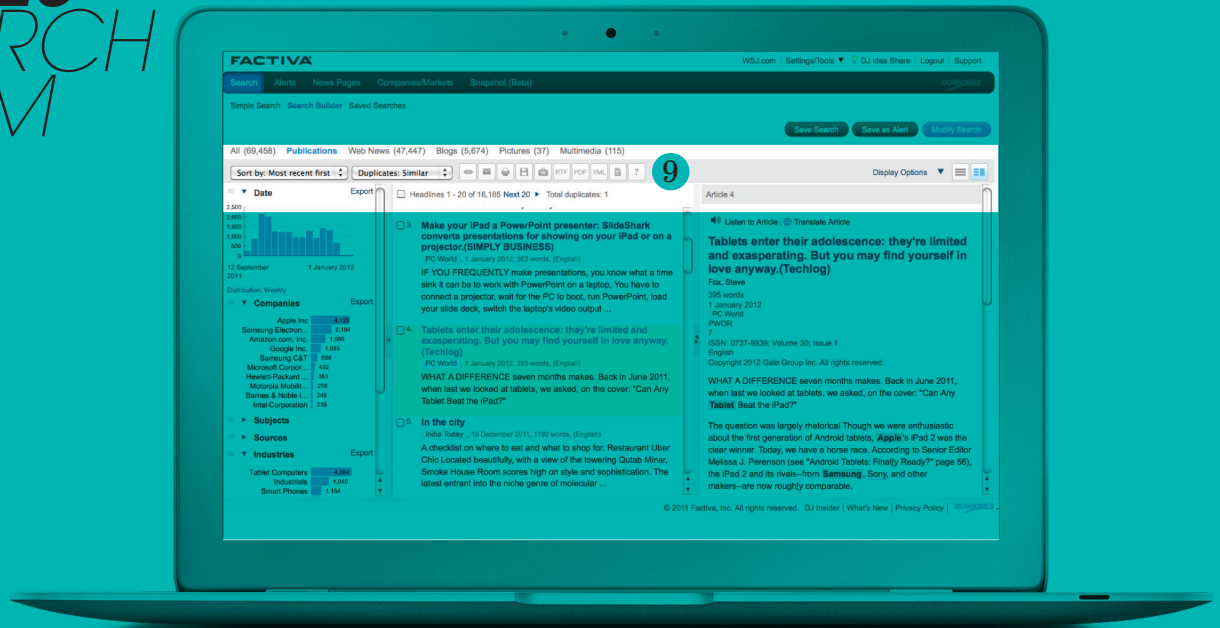 RCH
M
FACTIVA
WSJ.com | Settings/Tools ▼ | DJ Idea Share | Logout | Support
Search Alerts News Pages Companies/Markets Snapshot (Beta)
DOWJONES
Simple Search Search Builder Saved Searches
Save Search Save as Alert Modify Search
All (69,458) Publications Web News (47,447) Blogs (5,674) Pictures (37) Multimedia (115)
Sort by: Most recent first Duplicates: Similar RTF PDF XML ? 9 Display Options ▼
▼ Date Export
2,500
2,000
1,500
1,000
500
0
12 September 2011
1 January 2012
Distribution: Weekly
▼ Companies Export
Apple Inc 4,129
Samsung Electron... 2,194
Amazon.com, Inc.
Google Inc.
Samsung C&T
Microsoft Corpor... 432
Hewlett-Packard ... 383
Motorola Mobilit...
Barnes & Noble I... 248
Intel Corporation 235
► Subjects
► Sources
▼ Industries Export
Tablet Computers
Industrials
Smart Phones 1,154
Headlines 1 - 20 of 16,185 Next 20 ► Total duplicates: 1
3. Make your iPad a PowerPoint presenter: SlideShark
converts presentations for showing on your iPad or on a
projector.(SIMPLY BUSINESS)
PC World , 1 January 2012, 363 words, (English)
IF YOU FREQUENTLY make presentations, you know what a time
sink it can be to work with PowerPoint on a laptop, You have to
connect a projector, wait for the PC to boot, run PowerPoint, load
your slide deck, switch the laptop's video output ...
4. Tablets enter their adolescence: they're limited and
exasperating. But you may find yourself in love anyway.
(Techlog)
PC World , 1 January 2012, 395 words, (English)
WHAT A DIFFERENCE seven months makes. Back in June 2011,
when last we looked at tablets, we asked, on the cover: "Can Any
Tablet Beat the iPad?"
5. In the city
India Today , 19 December 2011, 1190 words, (English)
A checklist on where to eat and what to shop for. Restaurant Uber
Chic Located beautifully, with a view of the towering Qutab Minar,
Smoke House Room scores high on style and sophistication. The
latest entrant into the niche genre of molecular ...
Article 4
Listen to Article | Translate Article
Tablets enter their adolescence: they're limited
and exasperating. But you may find yourself in
love anyway.(Techlog)
Fox, Steve
395 words
1 January 2012
PC World
PWOR
7
ISSN: 0737-8939; Volume 30; Issue 1
English
Copyright 2012 Gale Group Inc. All rights reserved.
WHAT A DIFFERENCE seven months makes. Back in June 2011,
when last we looked at tablets, we asked, on the cover: "Can Any
Tablet Beat the iPad?"
The question was largely rhetorical Though we were enthusiastic
about the first generation of Android tablets, Apple's iPad 2 was the
clear winner. Today, we have a horse race. According to Senior Editor
Melissa J. Perenson (see "Android Tablets: Final[y Ready?" page 56),
the iPad 2 and its rivals--from Samsung, Sony, and other
makers--are now rough[y comparable,
© 2011 Factiva, Inc. All rights reserved. DJ Insider | What's New | Privacy Policy | DOWJONES